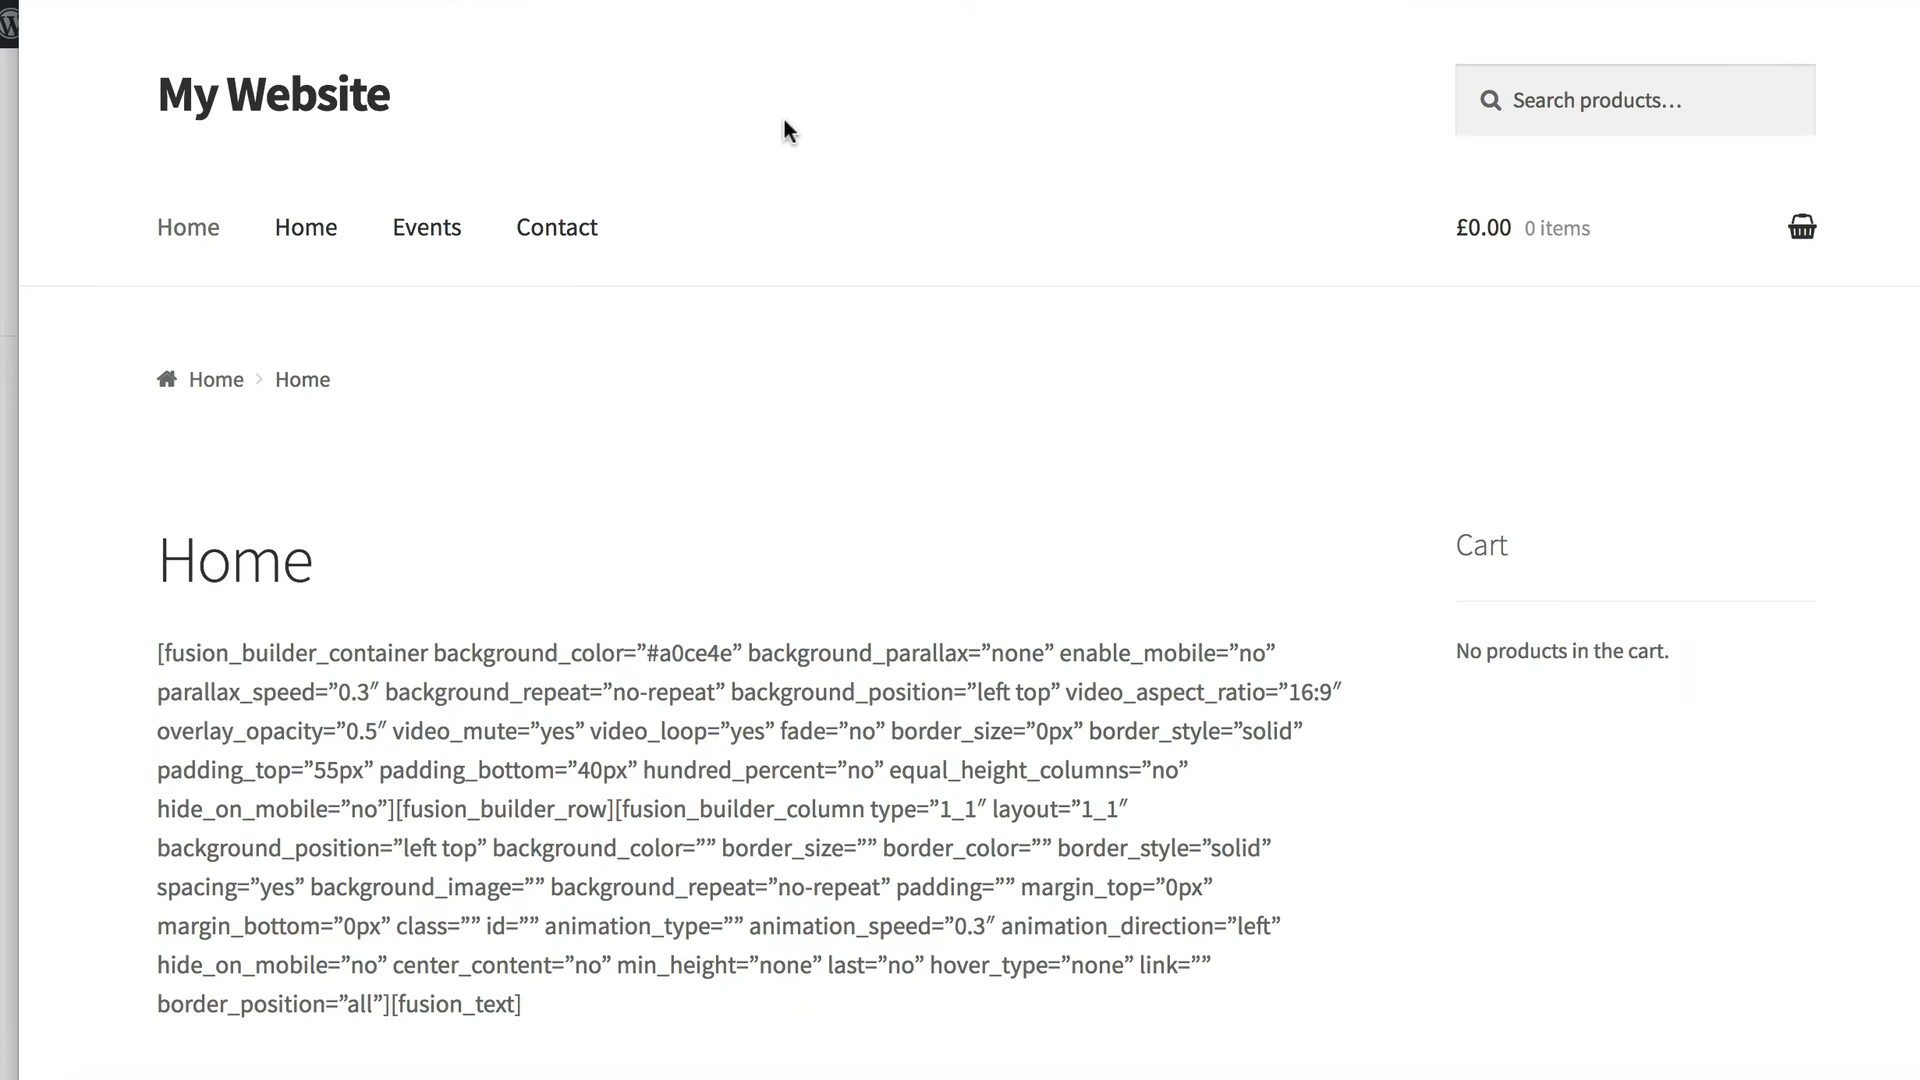 My Website
Search products…
Home Home Events Contact
£0.00 0 items
Home Home
Home
[fusion_builder_container background_color=”#a0ce4e” background_parallax=”none” enable_mobile=”no”
parallax_speed=”0.3″ background_repeat=”no-repeat” background_position=”left top” video_aspect_ratio=”16:9″
overlay_opacity=”0.5″ video_mute=”yes” video_loop=”yes” fade=”no” border_size=”0px” border_style=”solid”
padding_top=”55px” padding_bottom=”40px” hundred_percent=”no” equal_height_columns=”no”
hide_on_mobile=”no”][fusion_builder_row][fusion_builder_column type=”1_1″ layout=”1_1″
background_position=”left top” background_color=”” border_size=”” border_color=”” border_style=”solid”
spacing=”yes” background_image=”” background_repeat=”no-repeat” padding=”” margin_top=”0px”
margin_bottom=”0px” class=”” id=”” animation_type=”” animation_speed=”0.3″ animation_direction=”left”
hide_on_mobile=”no” center_content=”no” min_height=”none” last=”no” hover_type=”none” link=””
border_position=”all”][fusion_text]
Cart
No products in the cart.